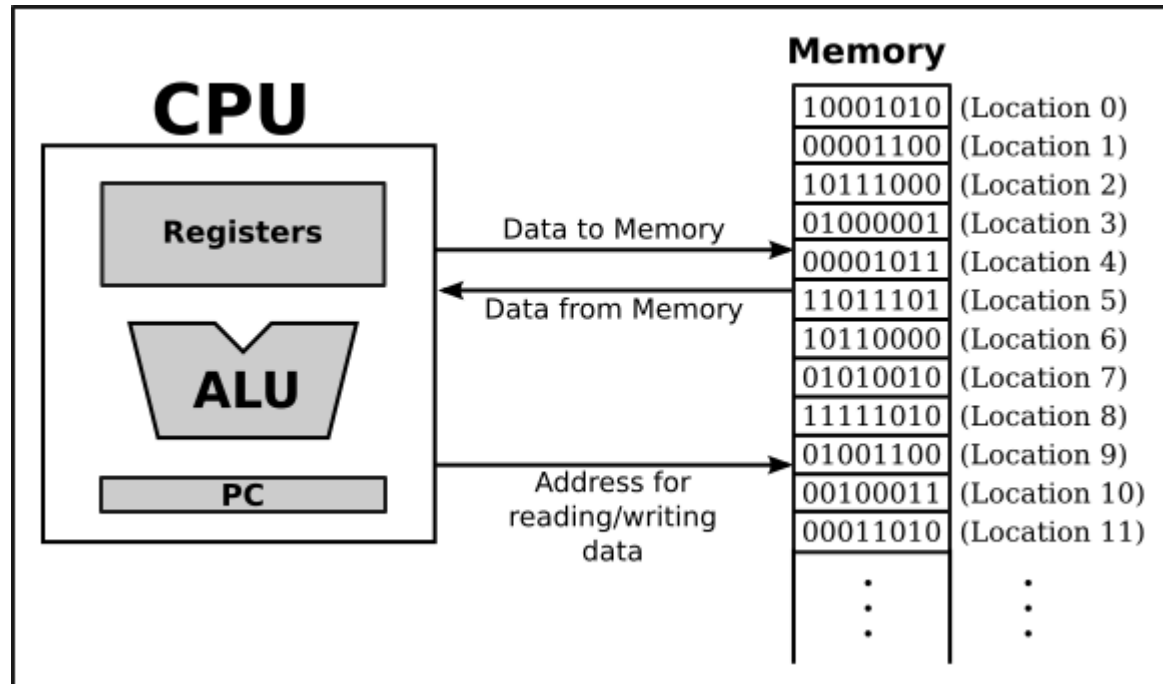 Memory
CPU
10001010 (Location 0)
00001100 (Location 1)
10111000 (Location 2)
Registers
01000001 (Location 3)
Data to Memory
00001011 (Location 4)
11011101 (Location 5)
Data from Memory
10110000 (Location 6)
ALU
01010010 (Location 7)
11111010 (Location 8)
01001100 (Location 9)
PC
Address for
reading/writing
data
00100011 (Location 10)
00011010 (Location 11)